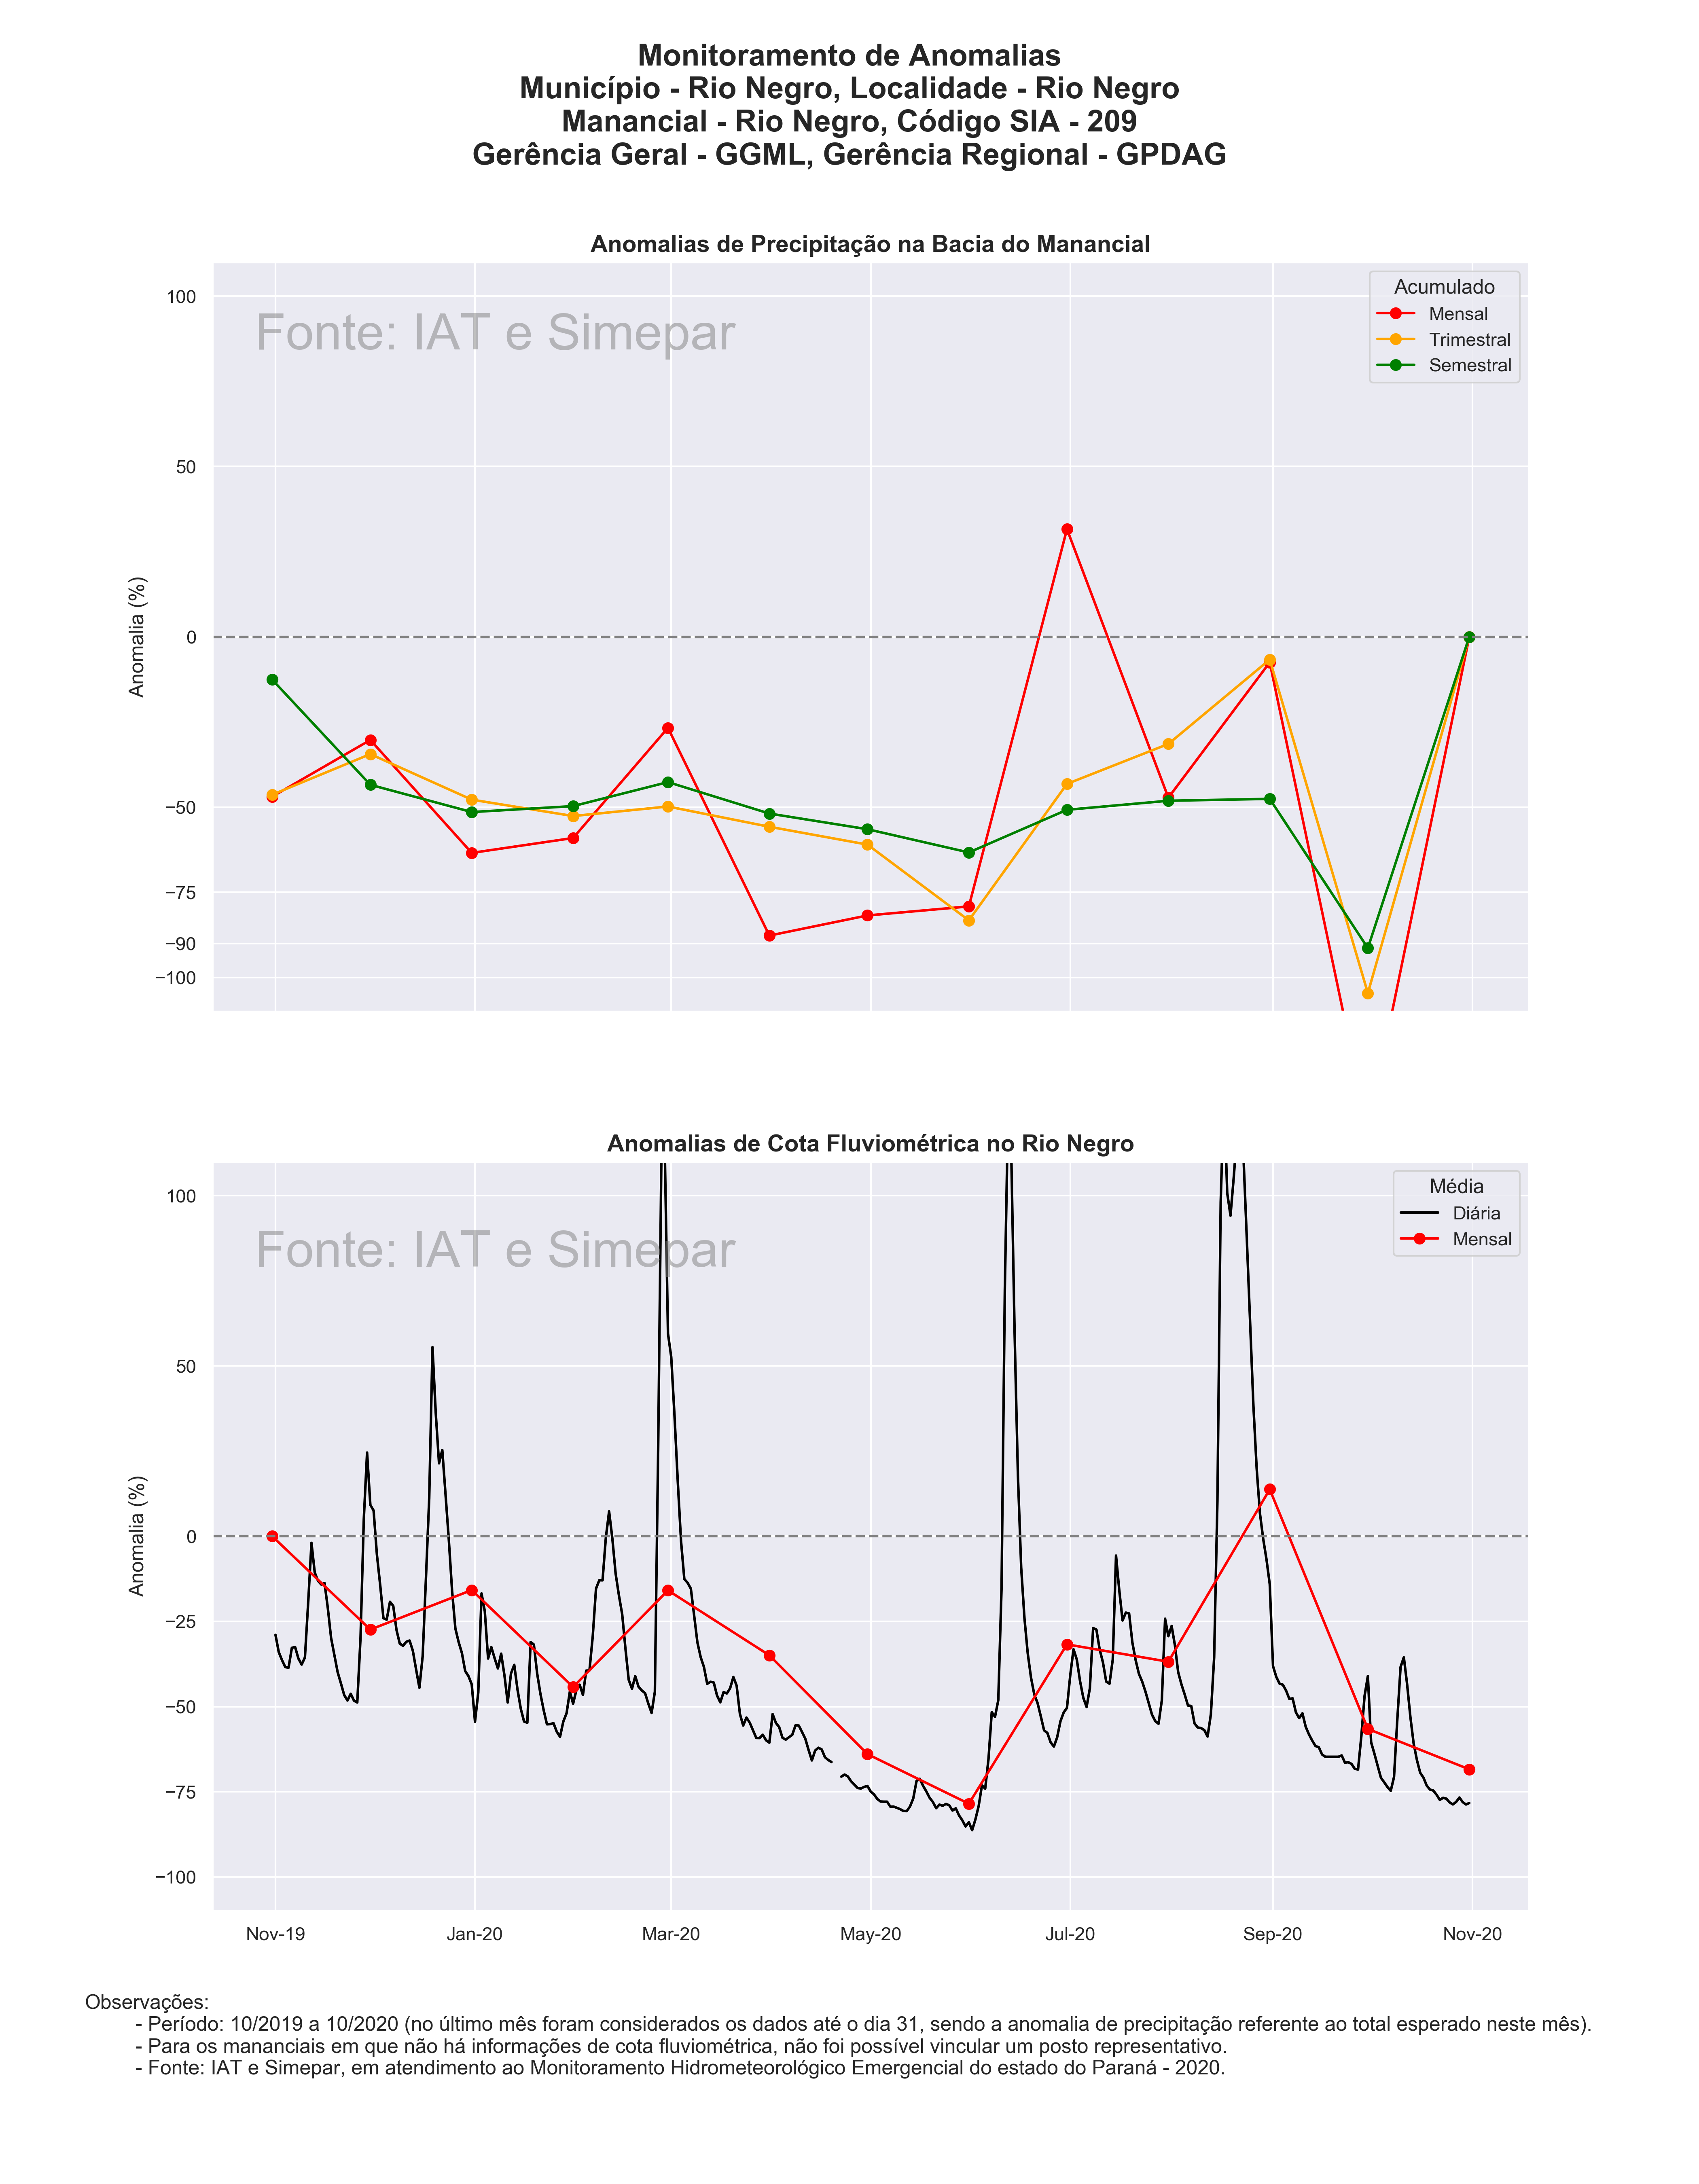 Monitoramento de Anomalias
Município - Rio Negro, Localidade - Rio Negro
Manancial - Rio Negro, Código SIA - 209
Gerência Geral - GGML, Gerência Regional - GPDAG
Anomalias de Precipitação na Bacia do Manancial
Fonte: IAT e Simepar
Acumulado
Mensal
Trimestral
Semestral
Anomalia (%)
100
50
0
−50
−75
−90
−100
Anomalias de Cota Fluviométrica no Rio Negro
Fonte: IAT e Simepar
Média
Diária
Mensal
Anomalia (%)
100
50
0
−25
−50
−75
−100
Nov-19 Jan-20 Mar-20 May-20 Jul-20 Sep-20 Nov-20
Observações:
- Período: 10/2019 a 10/2020 (no último mês foram considerados os dados até o dia 31, sendo a anomalia de precipitação referente ao total esperado neste mês).
- Para os mananciais em que não há informações de cota fluviométrica, não foi possível vincular um posto representativo.
- Fonte: IAT e Simepar, em atendimento ao Monitoramento Hidrometeorológico Emergencial do estado do Paraná - 2020.